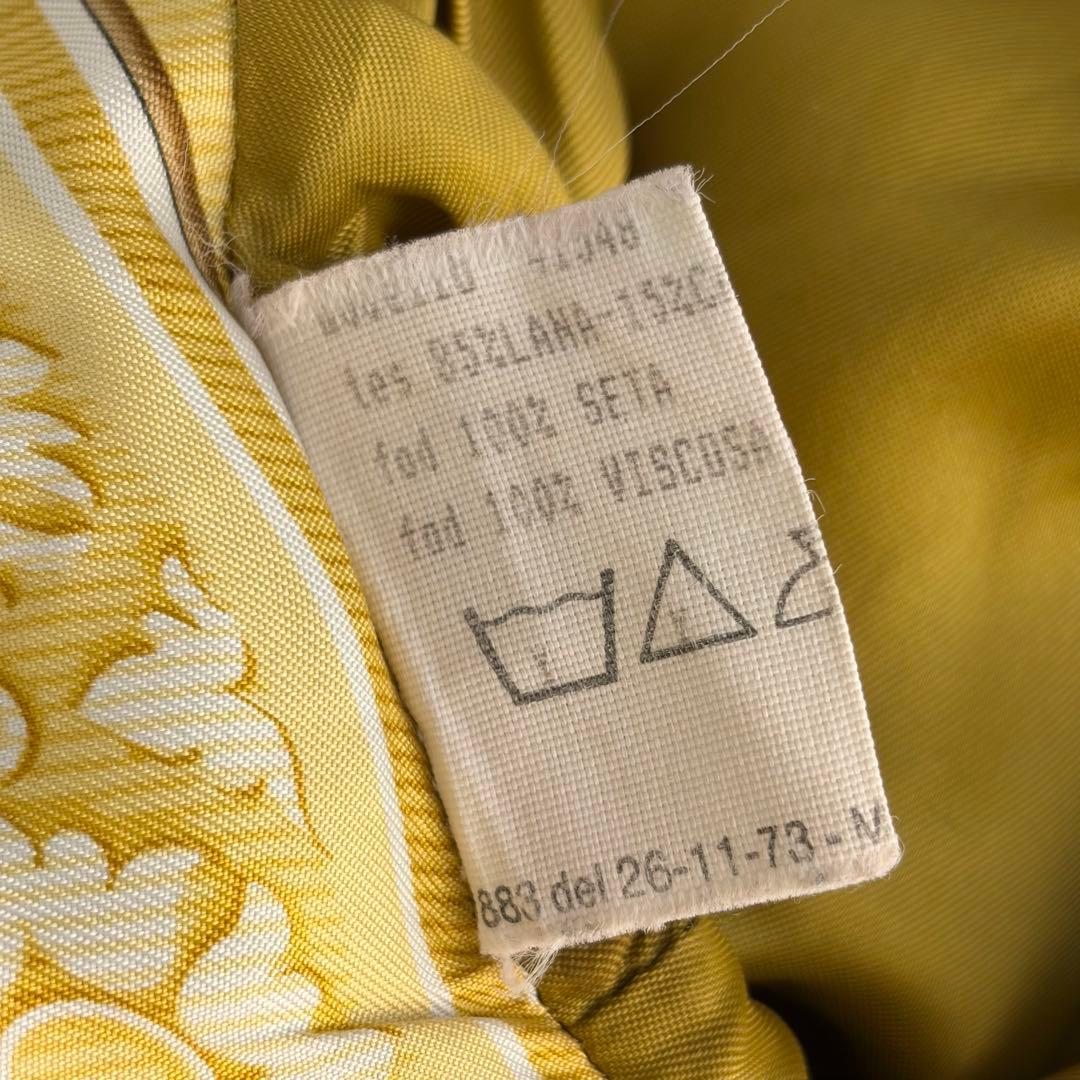 tes 85%LANA-15%C
fod 100% SETA
fod 100% VISCOSA
883 del 26-11-73 - M